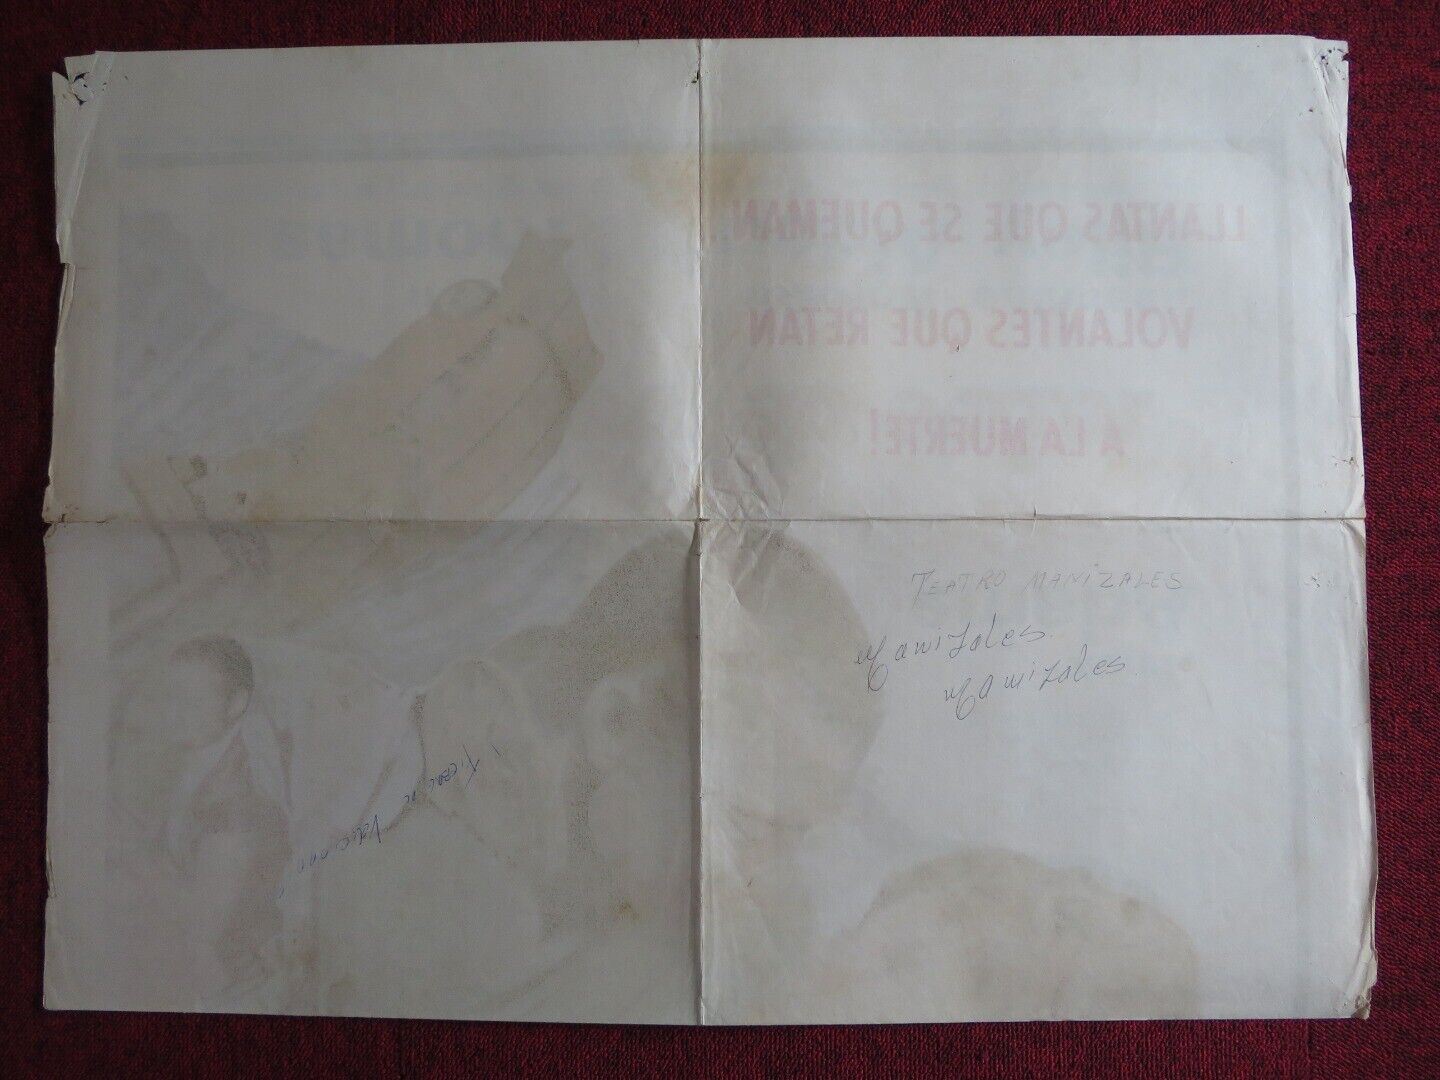 LLANTAS QUE SE QUEMAN...
VOLANTES QUE RETAN
A LA MUERTE!
TEATRO MANIZALES
Manizales.
Manizales.